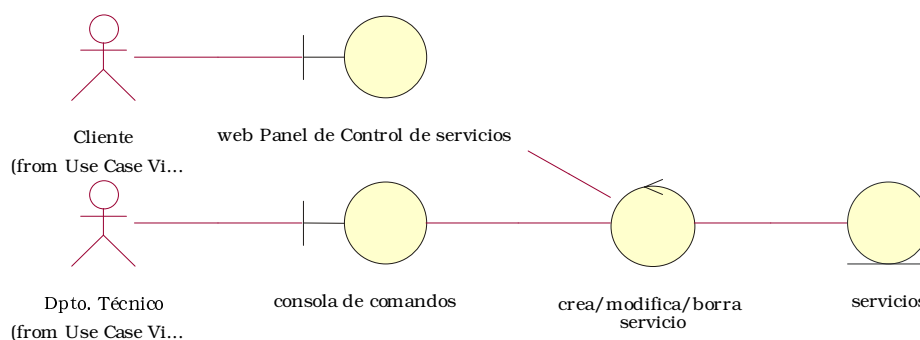 Cliente
(from Use Case Vi...
web Panel de Control de servicios
Dpto. Técnico
(from Use Case Vi...
consola de comandos
crea/modifica/borra
servicio
servicios